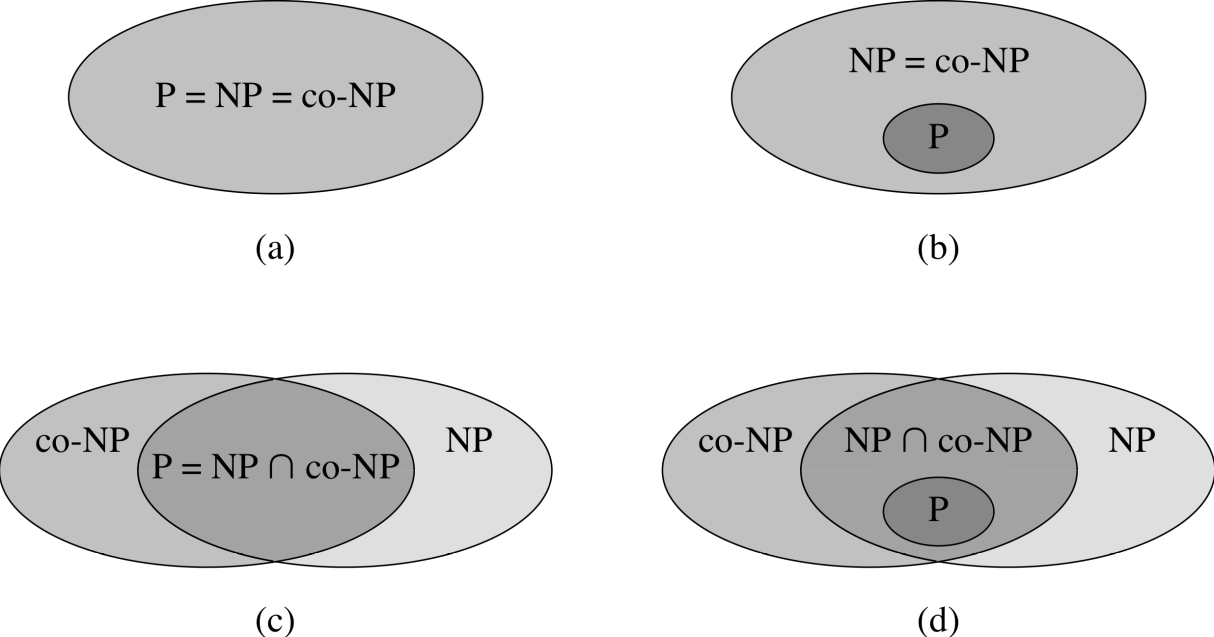 P = NP = co-NP
(a)
NP = co-NP
P
(b)
co-NP
P = NP ∩ co-NP
NP
(c)
co-NP
NP ∩ co-NP
NP
P
(d)